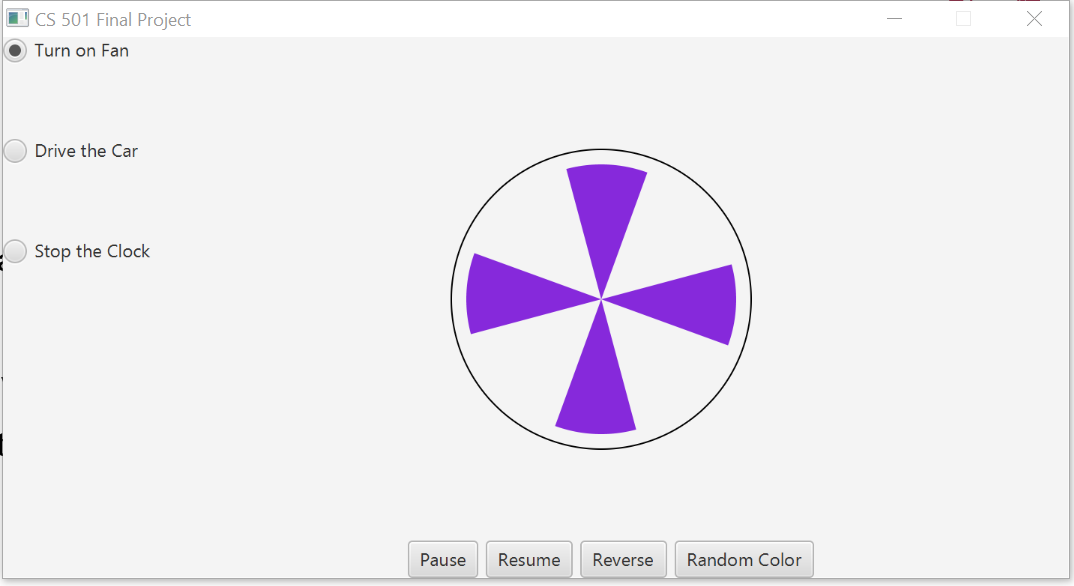 CS 501 Final Project
Turn on Fan
Drive the Car
Stop the Clock
Pause Resume Reverse Random Color